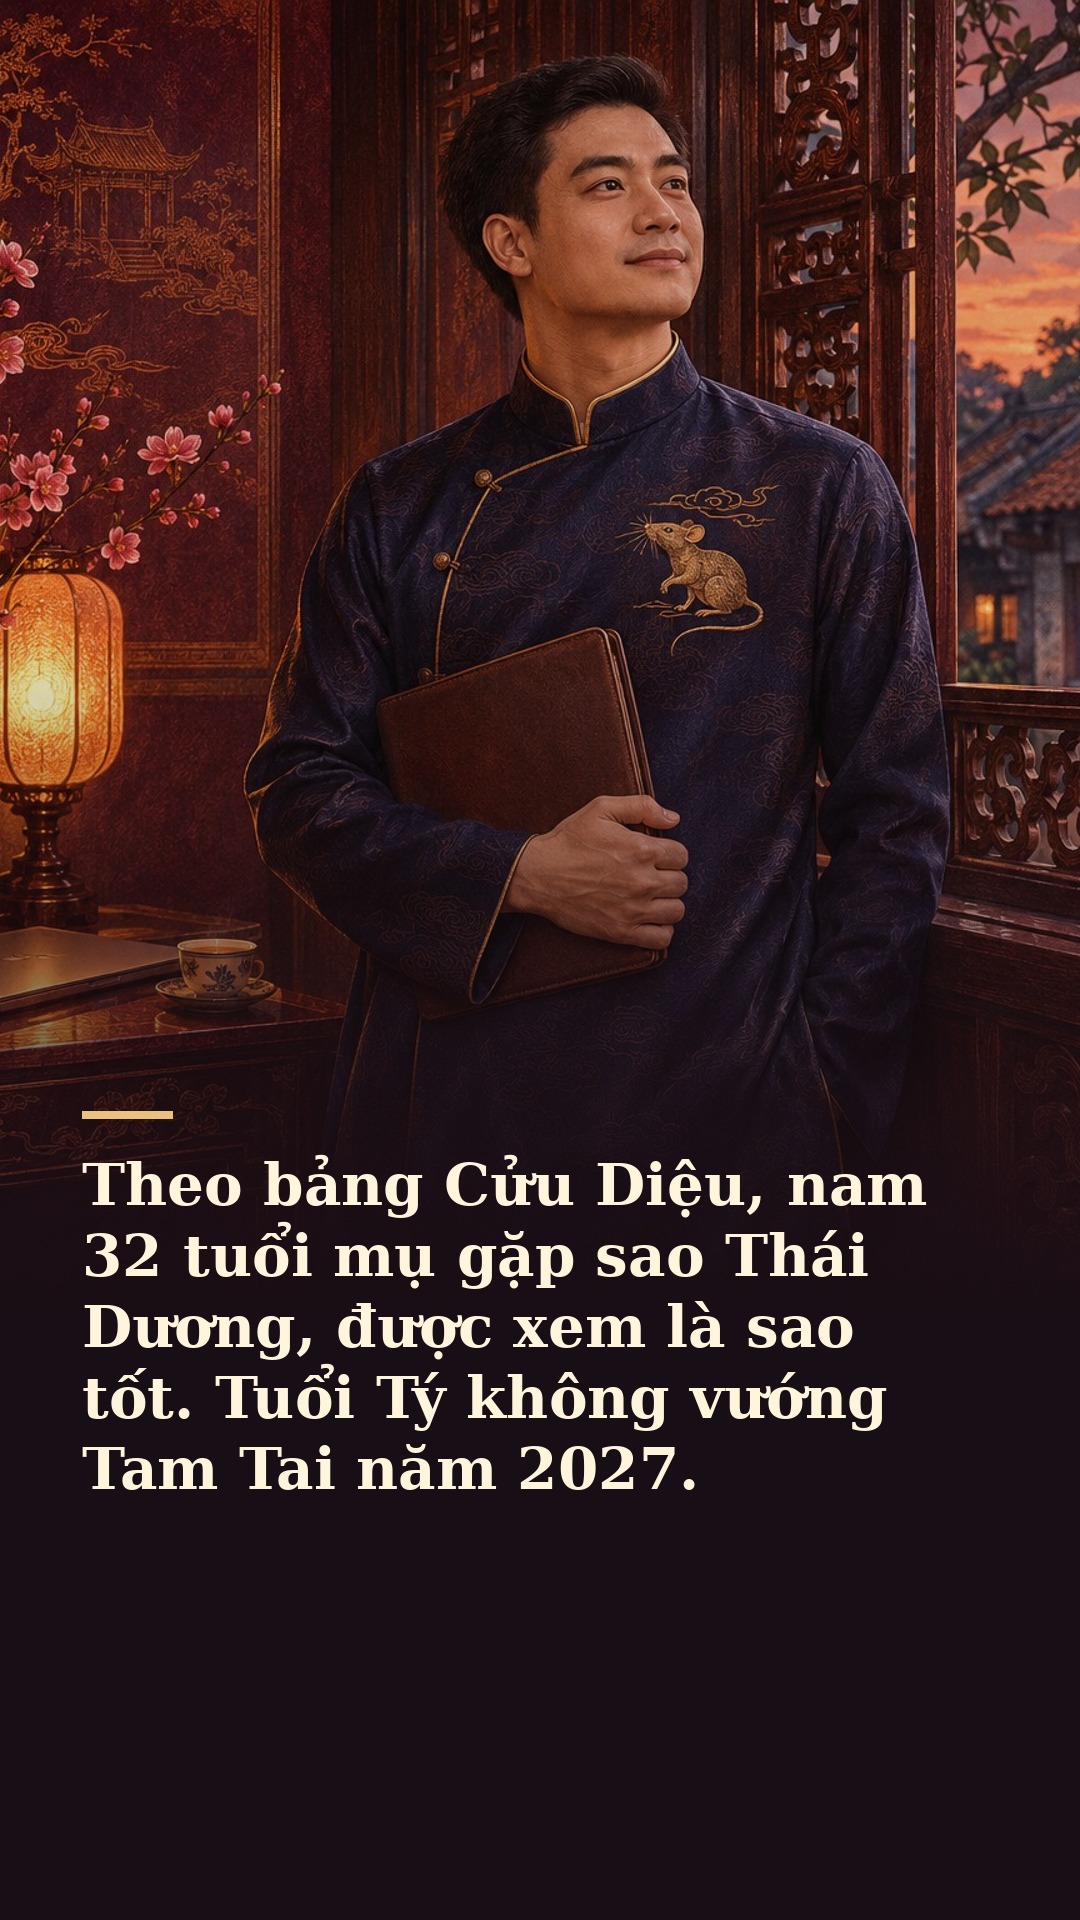 Theo bảng Cửu Diệu, nam
32 tuổi mụ gặp sao Thái
Dương, được xem là sao
tốt. Tuổi Tý không vướng
Tam Tai năm 2027.